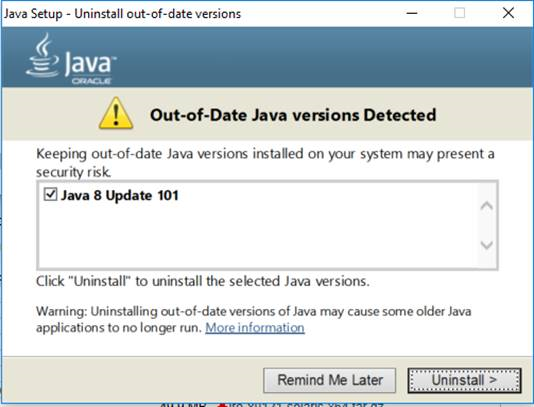 Java Setup - Uninstall out-of-date versions
Java
ORACLE
Out-of-Date Java versions Detected
Keeping out-of-date Java versions installed on your system may present a
security risk.
Java 8 Update 101
Click "Uninstall" to uninstall the selected Java versions.
Warning: Uninstalling out-of-date versions of Java may cause some older Java
applications to no longer run. More information
Remind Me Later
Uninstall >